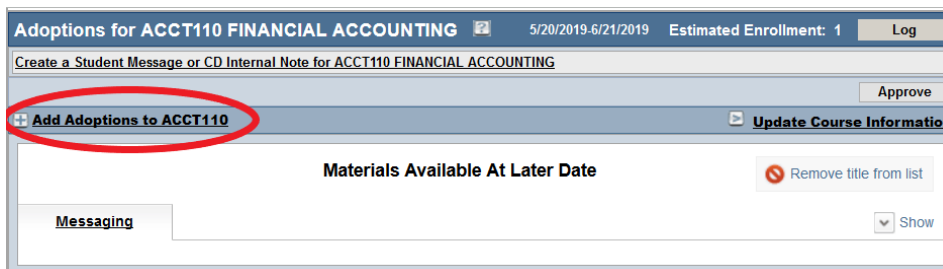 Adoptions for ACCT110 FINANCIAL ACCOUNTING ? 5/20/2019-6/21/2019 Estimated Enrollment: 1 Log
Create a Student Message or CD Internal Note for ACCT110 FINANCIAL ACCOUNTING
Approve
Add Adoptions to ACCT110 Update Course Informatio
Materials Available At Later Date Remove title from list
Messaging Show